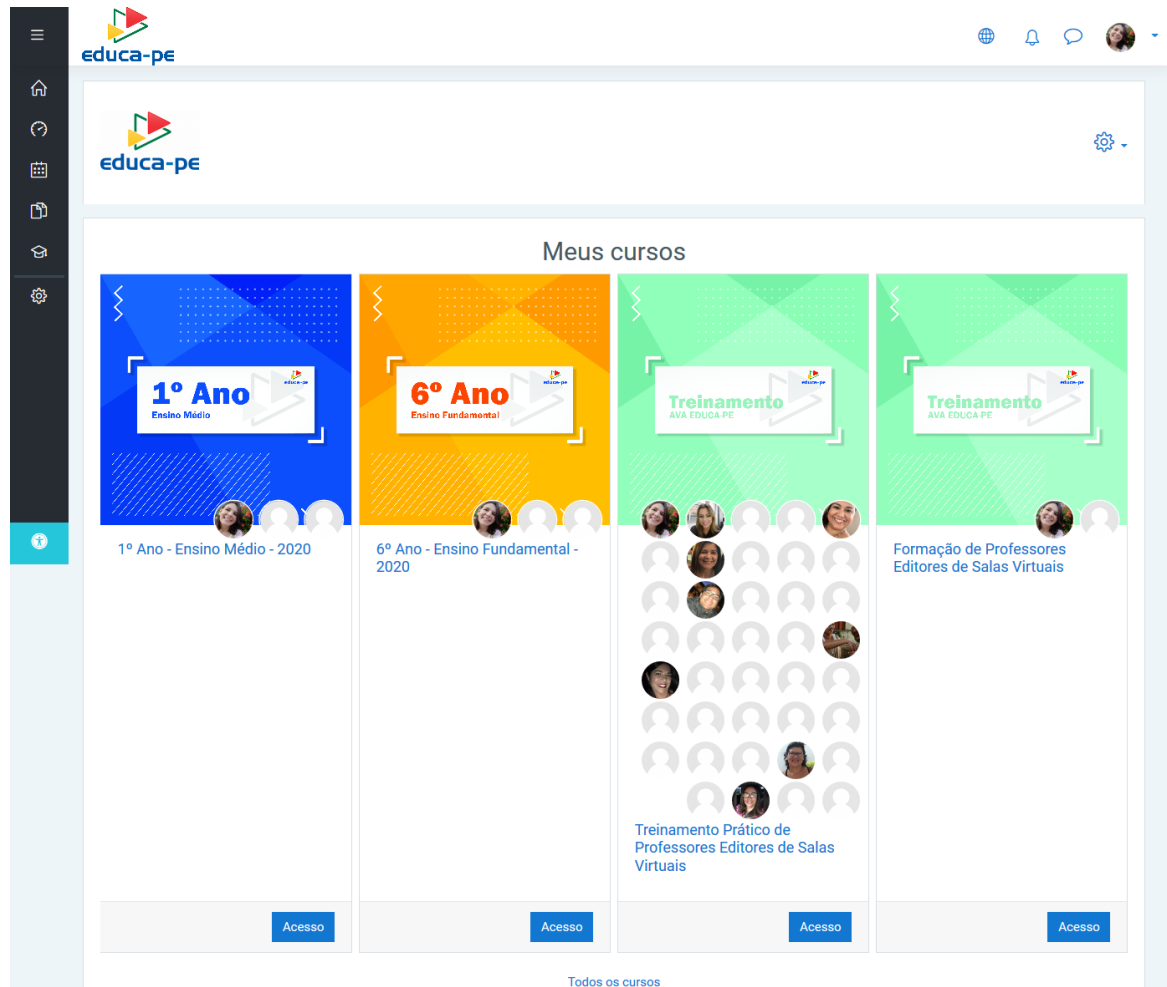 educa-pe
educa-pe
Meus cursos
1º Ano
Ensino Médio
educa-pe
6º Ano
Ensino Fundamental
educa-pe
Treinamento
AVA EDUCA PE
educa-pe
Treinamento
AVA EDUCA PE
educa-pe
1º Ano - Ensino Médio - 2020
6º Ano - Ensino Fundamental -
2020
Treinamento Prático de
Professores Editores de Salas
Virtuais
Formação de Professores
Editores de Salas Virtuais
Acesso
Acesso
Acesso
Acesso
Todos os cursos